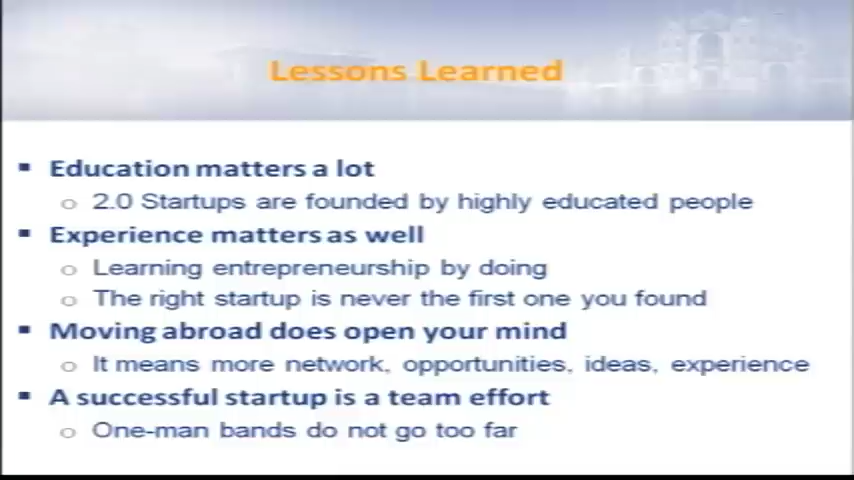 Lessons Learned
▪ Education matters a lot
o 2.0 Startups are founded by highly educated people
▪ Experience matters as well
o Learning entrepreneurship by doing
o The right startup is never the first one you found
▪ Moving abroad does open your mind
o It means more network, opportunities, ideas, experience
▪ A successful startup is a team effort
o One-man bands do not go too far